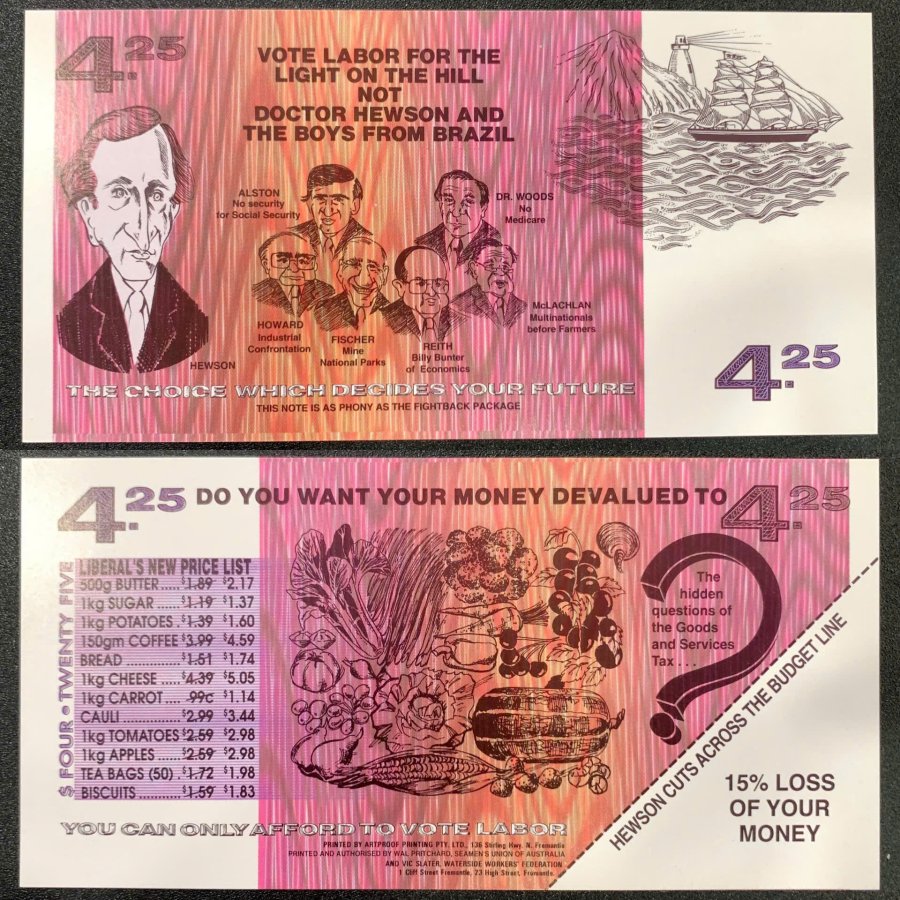 4.25
VOTE LABOR FOR THE
LIGHT ON THE HILL
NOT
DOCTOR HEWSON AND
THE BOYS FROM BRAZIL
ALSTON
No security
for Social Security
DR. WOODS
No
Medicare
HOWARD
Industrial
Confrontation
FISCHER
Mine
National Parks
REITH
Billy Bunter
of Economics
McLACHLAN
Multinationals
before Farmers
HEWSON
4.25
THE CHOICE WHICH DECIDES YOUR FUTURE
THIS NOTE IS AS PHONY AS THE FIGHTBACK PACKAGE
4.25 DO YOU WANT YOUR MONEY DEVALUED TO 4.25
$ FOUR • TWENTY FIVE
LIBERAL'S NEW PRICE LIST
500g BUTTER ..... $1.89 $2.17
1kg SUGAR ...... $1.19 $1.37
1kg POTATOES . $1.39 $1.60
150gm COFFEE $3.99 $4.59
BREAD .............. $1.51 $1.74
1kg CHEESE ..... $4.39 $5.05
1kg CARROT .... .99c $1.14
CAULI ............... $2.99 $3.44
1kg TOMATOES $2.59 $2.98
1kg APPLES ...... $2.59 $2.98
TEA BAGS (50) . $1.72 $1.98
BISCUITS .......... $1.59 $1.83
The
hidden
questions of
the Goods
and Services
Tax . . .
?
HEWSON CUTS ACROSS THE BUDGET LINE
15% LOSS
OF YOUR
MONEY
YOU CAN ONLY AFFORD TO VOTE LABOR
PRINTED BY ARTPROOF PRINTING PTY. LTD., 136 Stirling Hwy. N. Fremantle
PRINTED AND AUTHORISED BY WAL PRITCHARD, SEAMEN'S UNION OF AUSTRALIA
AND VIC SLATER, WATERSIDE WORKERS' FEDERATION
1 Cliff Street Fremantle, 23 High Street, Fremantle.